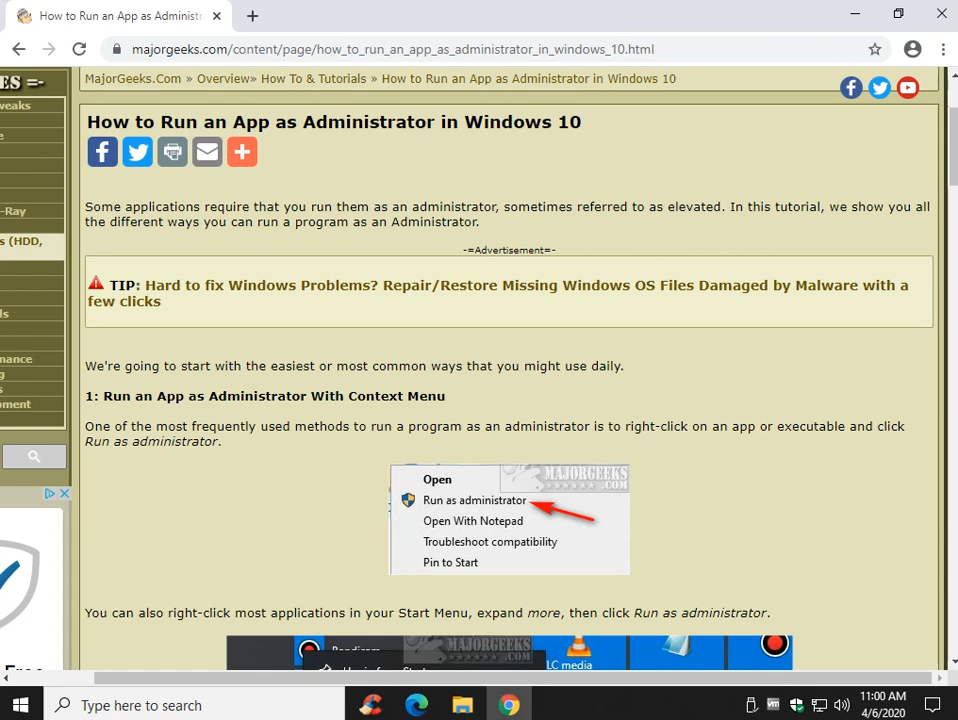 How to Run an App as Administr
majorgeeks.com/content/page/how_to_run_an_app_as_administrator_in_windows_10.html
ES =-
MajorGeeks.Com » Overview» How To & Tutorials » How to Run an App as Administrator in Windows 10
weaks
How to Run an App as Administrator in Windows 10
e
-Ray
Some applications require that you run them as an administrator, sometimes referred to as elevated. In this tutorial, we show you all
the different ways you can run a program as an Administrator.
s (HDD,
-=Advertisement=-
TIP: Hard to fix Windows Problems? Repair/Restore Missing Windows OS Files Damaged by Malware with a
few clicks
ls
nance
g
s
oment
We're going to start with the easiest or most common ways that you might use daily.
1: Run an App as Administrator With Context Menu
One of the most frequently used methods to run a program as an administrator is to right-click on an app or executable and click
Run as administrator.
MAJORGEEKS
.COM
Open
Run as administrator
Open With Notepad
Troubleshoot compatibility
Pin to Start
You can also right-click most applications in your Start Menu, expand more, then click Run as administrator.
MAJORGEEKS
.COM
LC media
Free
Type here to search
11:00 AM
4/6/2020